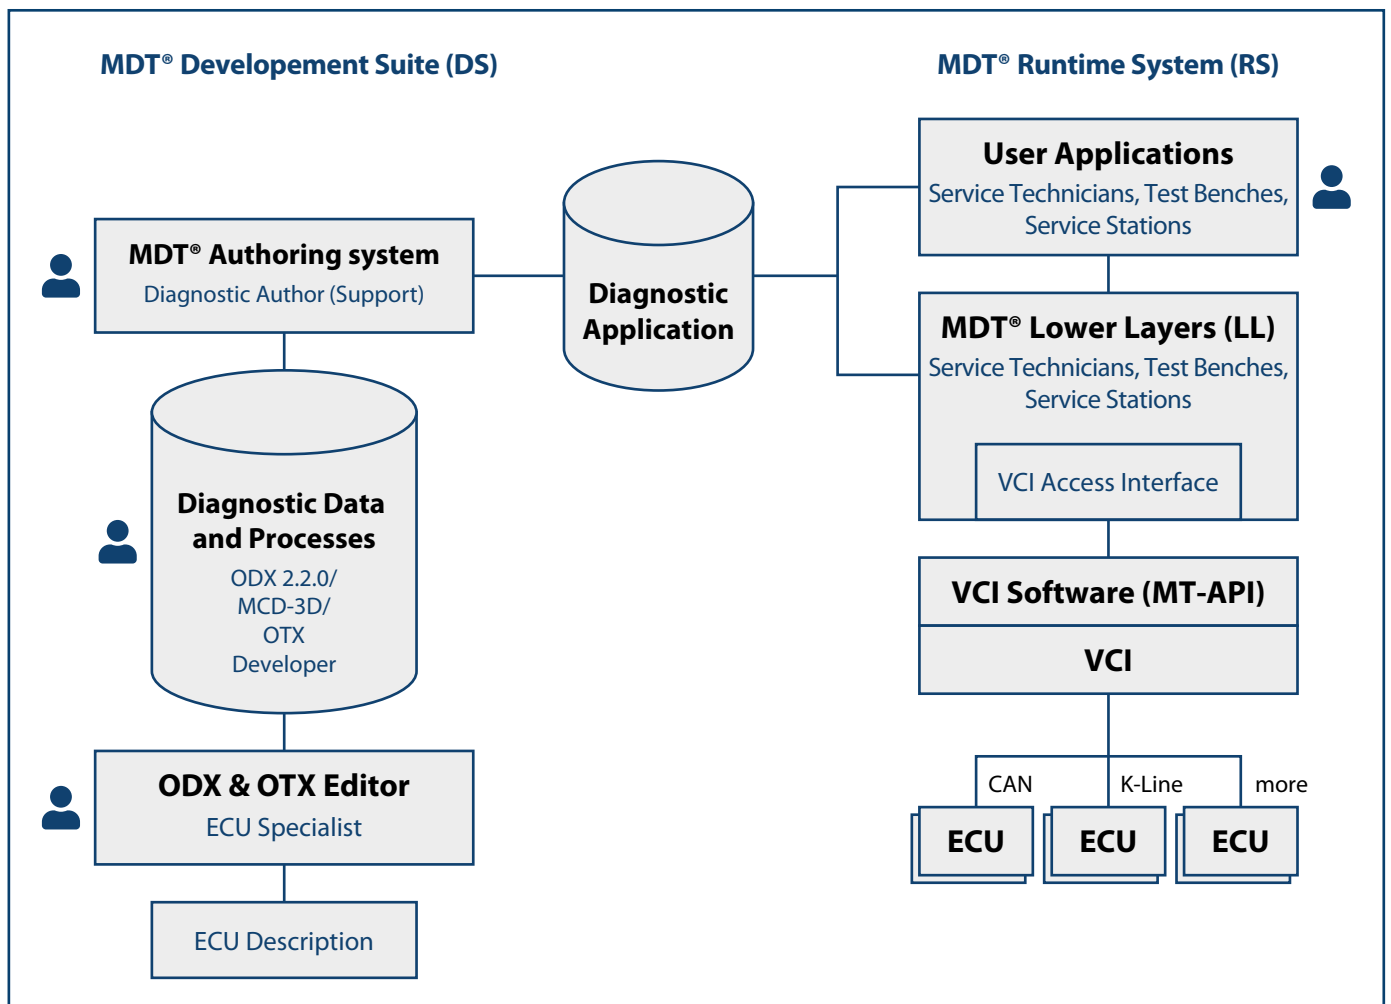 MDT® Developement Suite (DS)
MDT® Authoring system
Diagnostic Author (Support)
Diagnostic Data
and Processes
ODX 2.2.0/
MCD-3D/
OTX
Developer
ODX & OTX Editor
ECU Specialist
ECU Description
Diagnostic
Application
MDT® Runtime System (RS)
User Applications
Service Technicians, Test Benches,
Service Stations
MDT® Lower Layers (LL)
Service Technicians, Test Benches,
Service Stations
VCI Access Interface
VCI Software (MT-API)
VCI
CAN
K-Line
more
ECU
ECU
ECU